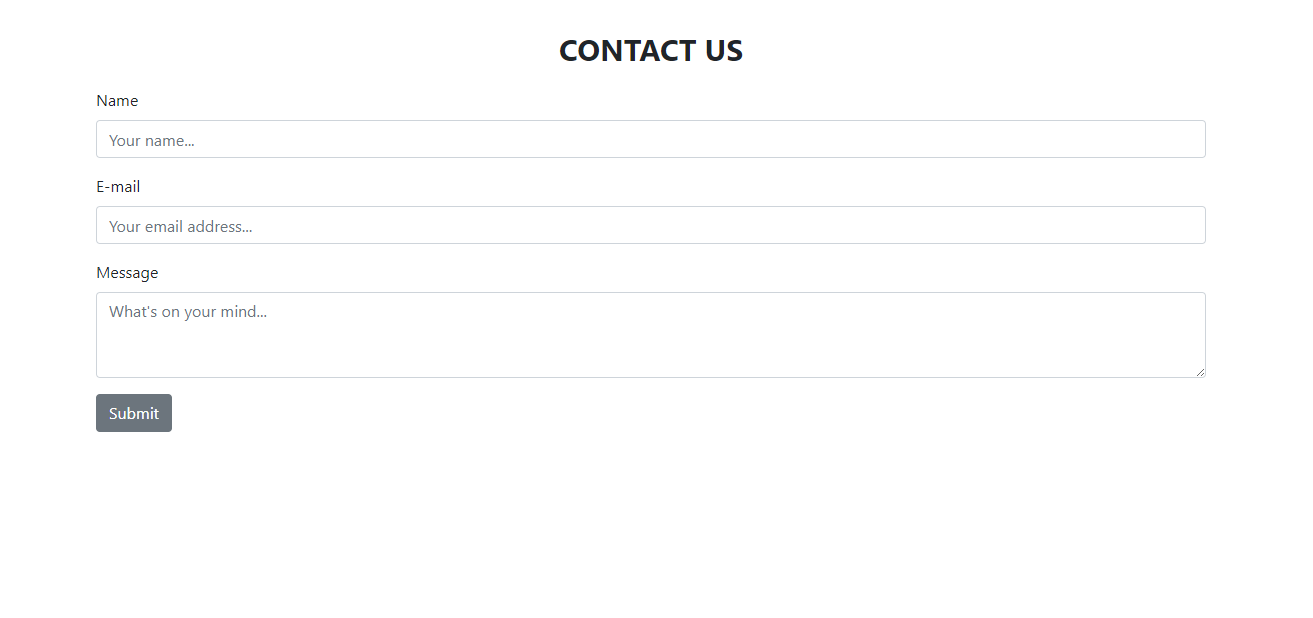 CONTACT US
Name
Your name...
E-mail
Your email address...
Message
What's on your mind...
Submit